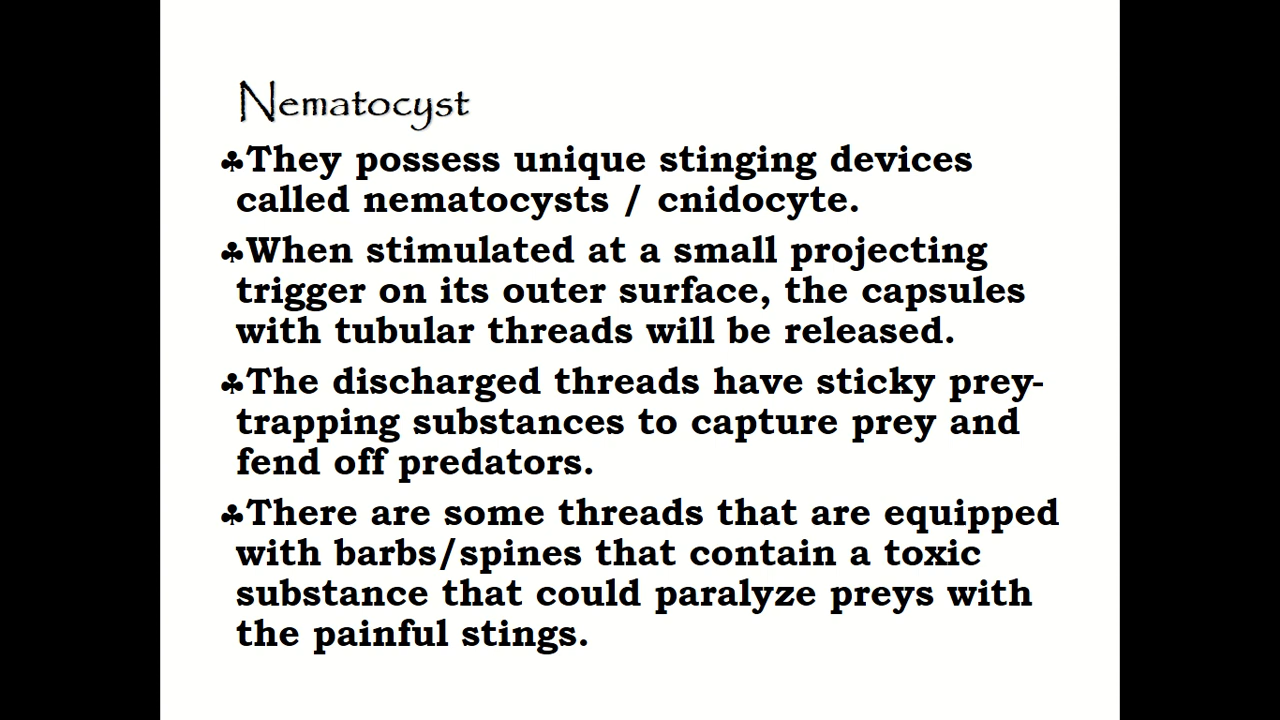 Nematocyst
♣They possess unique stinging devices
called nematocysts / cnidocyte.
♣When stimulated at a small projecting
trigger on its outer surface, the capsules
with tubular threads will be released.
♣The discharged threads have sticky prey-
trapping substances to capture prey and
fend off predators.
♣There are some threads that are equipped
with barbs/spines that contain a toxic
substance that could paralyze preys with
the painful stings.